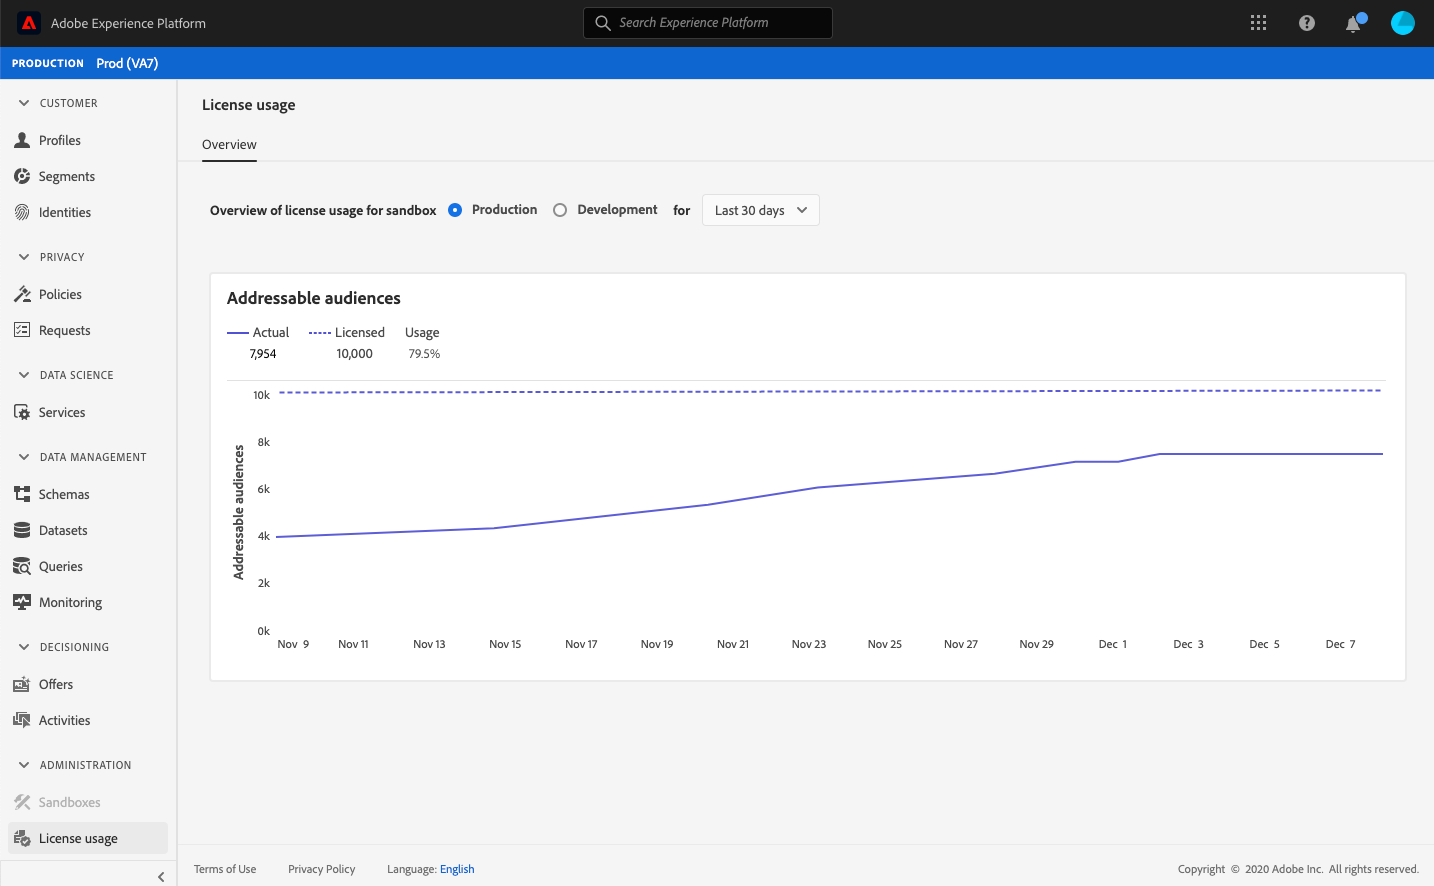 Adobe Experience Platform
Search Experience Platform
PRODUCTION Prod (VA7)
CUSTOMER
Profiles
Segments
Identities
PRIVACY
Policies
Requests
DATA SCIENCE
Services
DATA MANAGEMENT
Schemas
Datasets
Queries
Monitoring
DECISIONING
Offers
Activities
ADMINISTRATION
Sandboxes
License usage
License usage
Overview
Overview of license usage for sandbox Production Development for Last 30 days
Addressable audiences
Actual Licensed Usage
7,954 10,000 79.5%
Addressable audiences
10k
8k
6k
4k
2k
0k
Nov 9 Nov 11 Nov 13 Nov 15 Nov 17 Nov 19 Nov 21 Nov 23 Nov 25 Nov 27 Nov 29 Dec 1 Dec 3 Dec 5 Dec 7
Terms of Use Privacy Policy Language: English Copyright © 2020 Adobe Inc. All rights reserved.